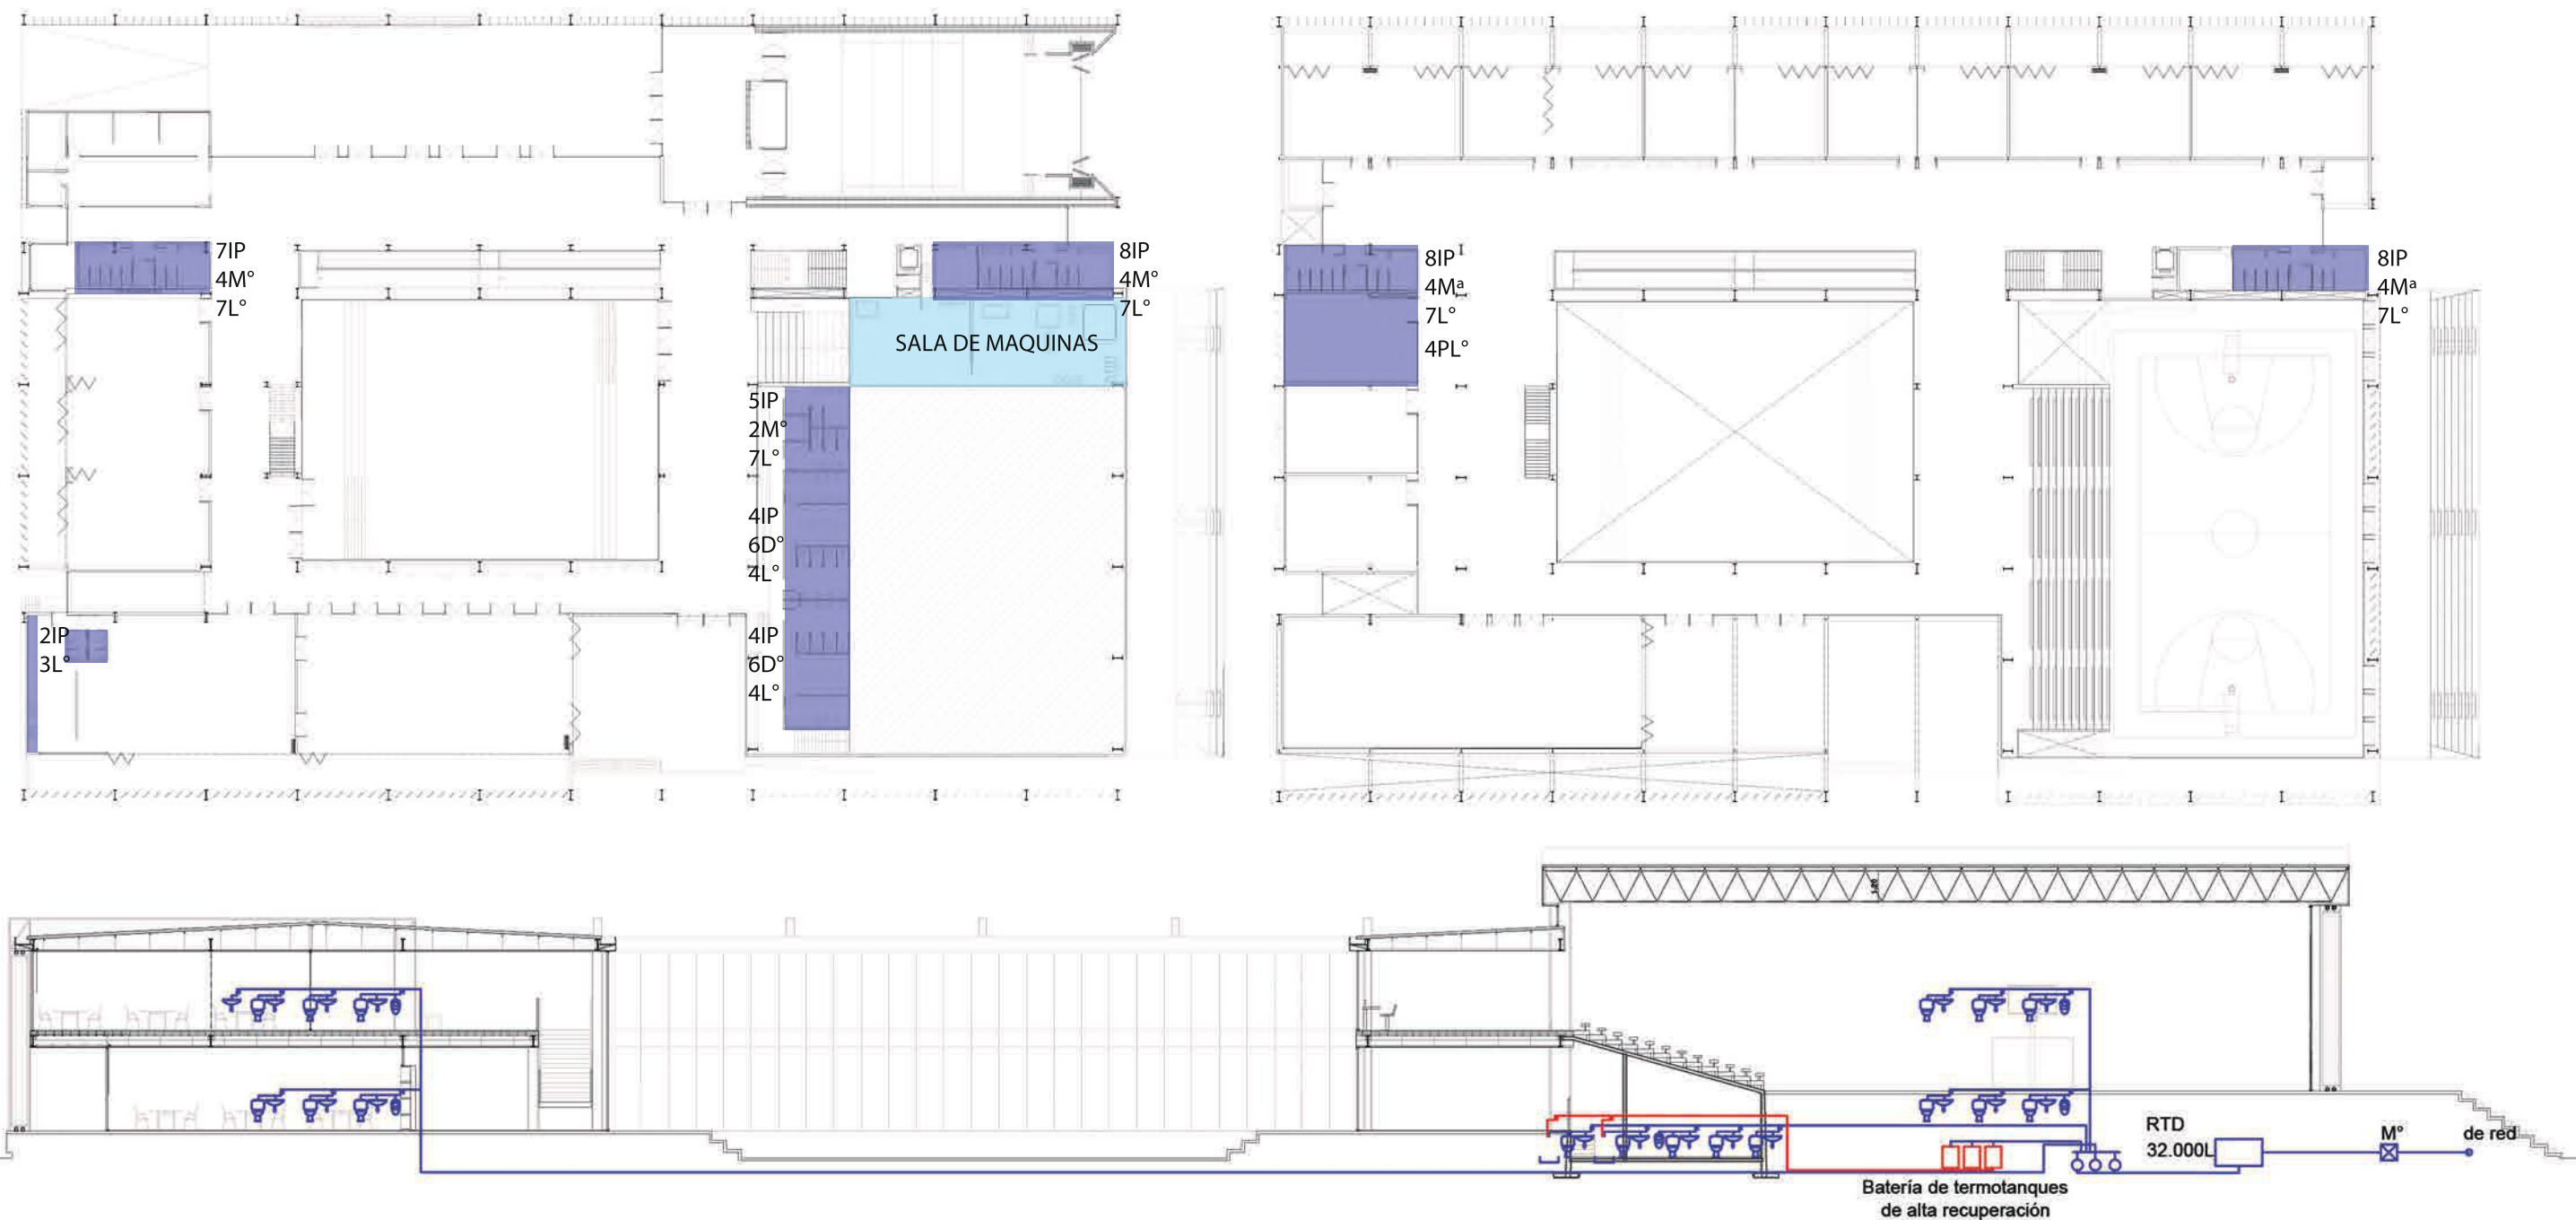 7IP
4M°
7L°
8IP
4M°
7L°
SALA DE MAQUINAS
5IP
2M°
7L°
4IP
6D°
4L°
4IP
6D°
4L°
2IP
3L°
8IP
4Mª
7L°
4PL°
8IP
4Mª
7L°
RTD
32.000L
M°
de red
Batería de termotanques
de alta recuperación